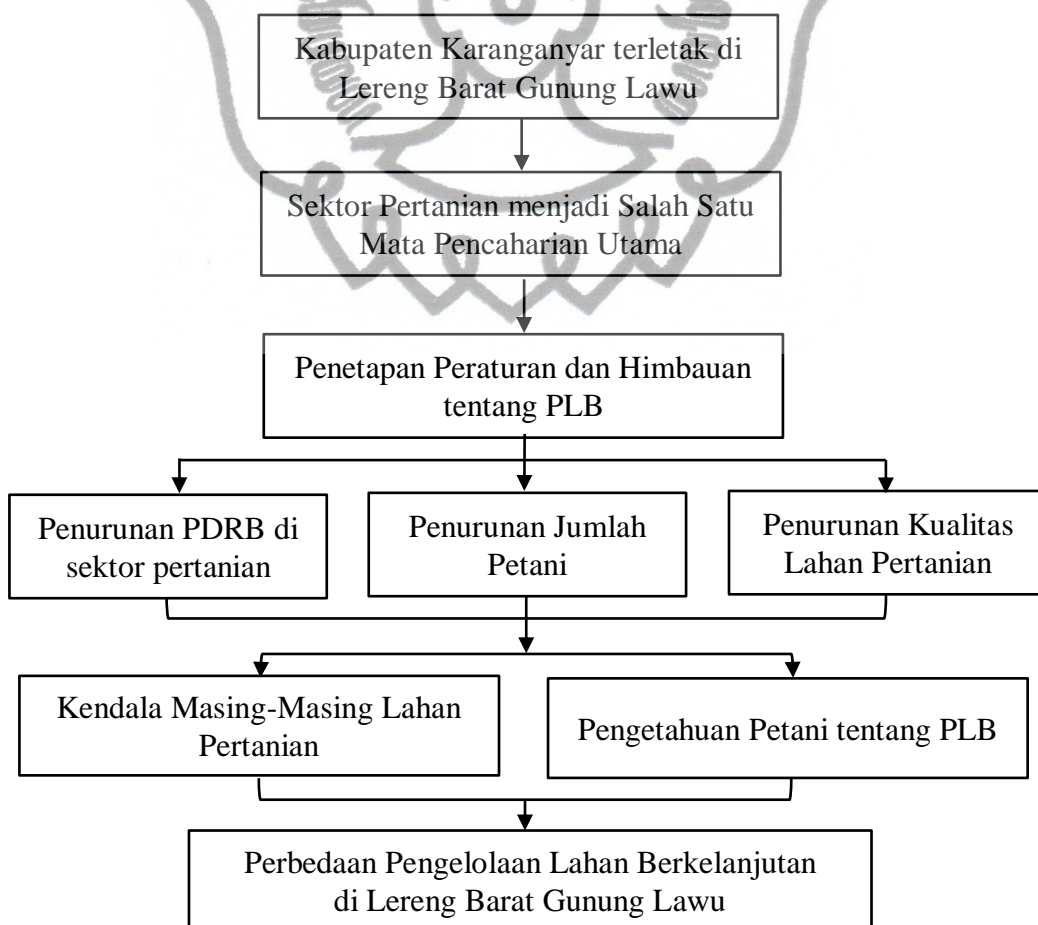 Kabupaten Karanganyar terletak di
Lereng Barat Gunung Lawu
Sektor Pertanian menjadi Salah Satu
Mata Pencaharian Utama
Penetapan Peraturan dan Himbauan
tentang PLB
Penurunan PDRB di
sektor pertanian
Penurunan Jumlah
Petani
Penurunan Kualitas
Lahan Pertanian
Kendala Masing-Masing Lahan
Pertanian
Pengetahuan Petani tentang PLB
Perbedaan Pengelolaan Lahan Berkelanjutan
di Lereng Barat Gunung Lawu